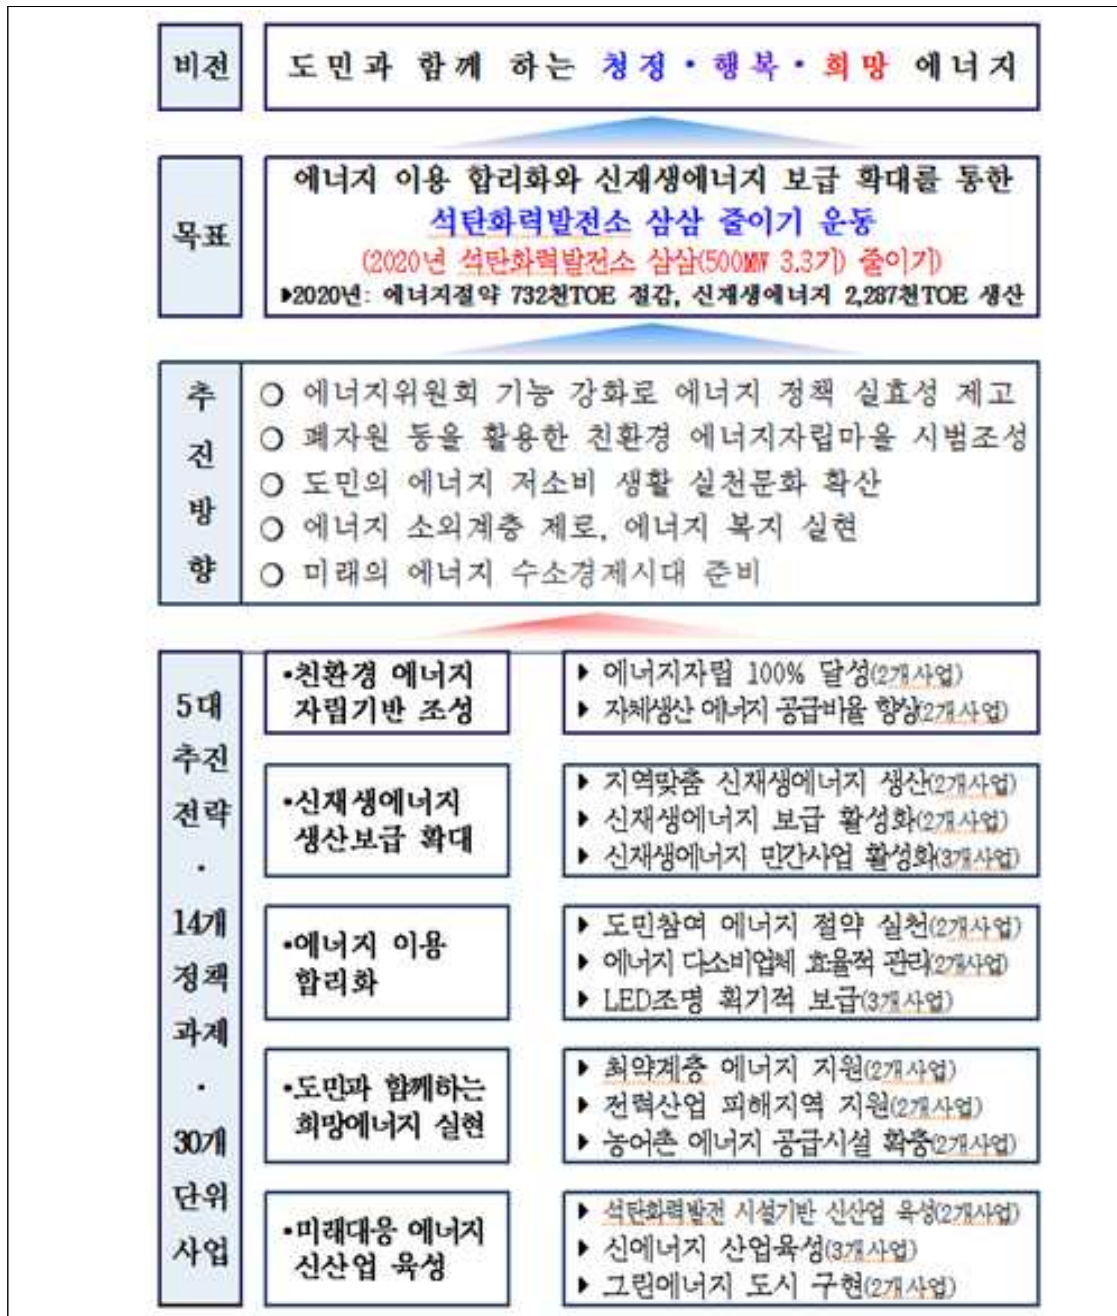 비전
도민과 함께 하는 청정・행복・희망 에너지
목표
에너지 이용 합리화와 신재생에너지 보급 확대를 통한
석탄화력발전소 삼삼 줄이기 운동
(2020년 석탄화력발전소 삼삼(500MW 3.3기) 줄이기)
▶2020년: 에너지절약 732천TOE 절감, 신재생에너지 2,287천TOE 생산
추
진
방
향
○ 에너지위원회 기능 강화로 에너지 정책 실효성 제고
○ 폐자원 등을 활용한 친환경 에너지자립마을 시범조성
○ 도민의 에너지 저소비 생활 실천문화 확산
○ 에너지 소외계층 제로, 에너지 복지 실현
○ 미래의 에너지 수소경제시대 준비
5대
추진
전략
・
14개
정책
과제
・
30개
단위
사업
•친환경 에너지
자립기반 조성
▶ 에너지자립 100% 달성(2개사업)
▶ 자체생산 에너지 공급비율 향상(2개사업)
•신재생에너지
생산보급 확대
▶ 지역맞춤 신재생에너지 생산(2개사업)
▶ 신재생에너지 보급 활성화(2개사업)
▶ 신재생에너지 민간사업 활성화(3개사업)
•에너지 이용
합리화
▶ 도민참여 에너지 절약 실천(2개사업)
▶ 에너지 다소비업체 효율적 관리(2개사업)
▶ LED조명 획기적 보급(3개사업)
•도민과 함께하는
희망에너지 실현
▶ 최약계층 에너지 지원(2개사업)
▶ 전력산업 피해지역 지원(2개사업)
▶ 농어촌 에너지 공급시설 확충(2개사업)
•미래대응 에너지
신산업 육성
▶ 석탄화력발전 시설기반 신산업 육성(2개사업)
▶ 신에너지 산업육성(3개사업)
▶ 그린에너지 도시 구현(2개사업)